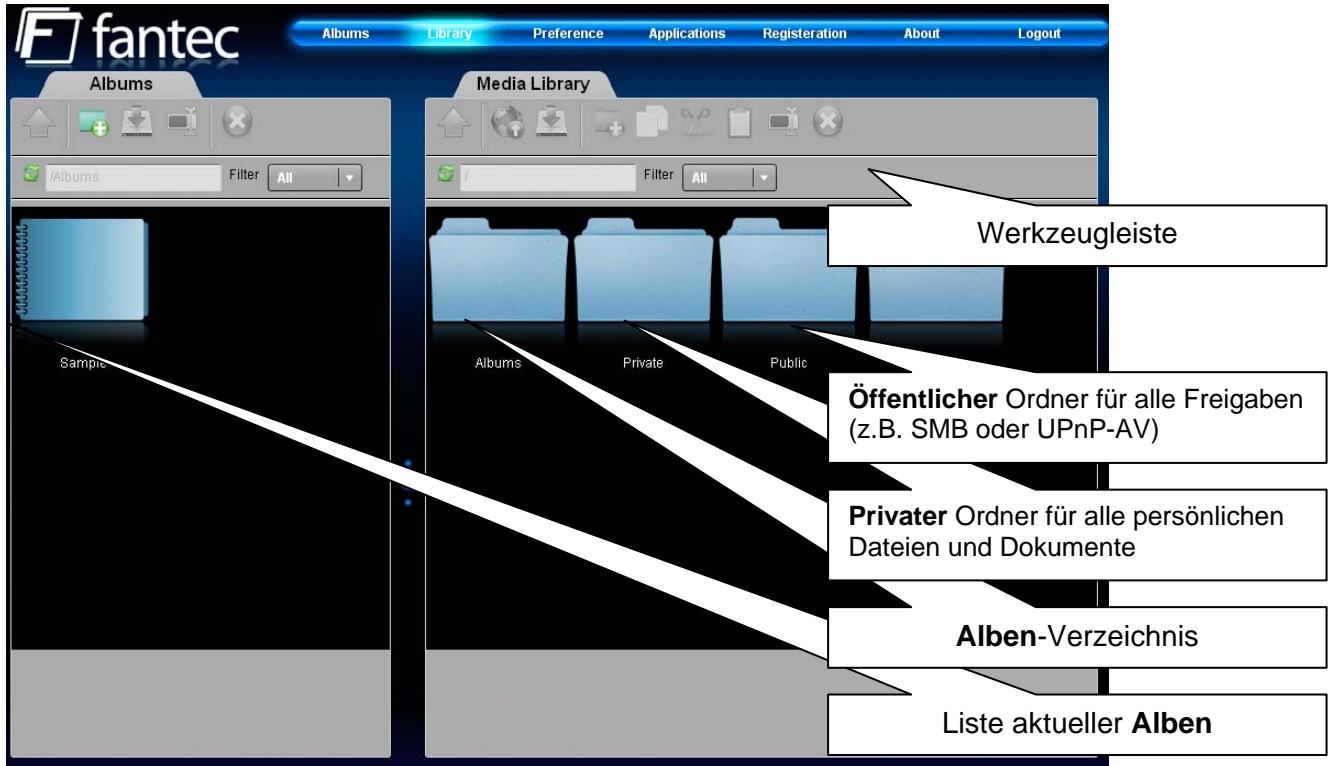 fantec
Albums Library Preference Applications Registeration About Logout
Albums
/Albums
Filter All
Sample
Media Library
/
Filter All
Albums Private Public
Werkzeugleiste
Öffentlicher Ordner für alle Freigaben
(z.B. SMB oder UPnP-AV)
Privater Ordner für alle persönlichen
Dateien und Dokumente
Alben-Verzeichnis
Liste aktueller Alben